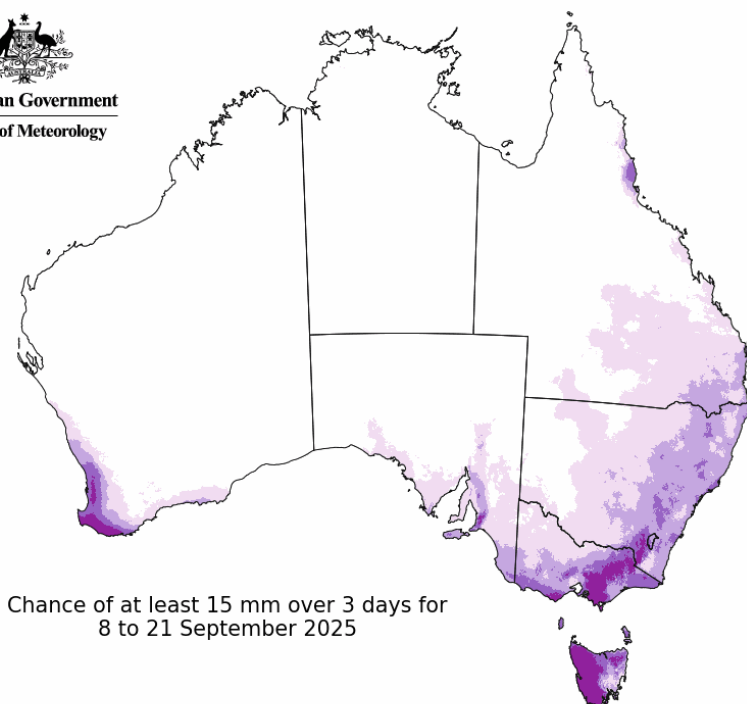 an Government
of Meteorology
Chance of at least 15 mm over 3 days for
8 to 21 September 2025